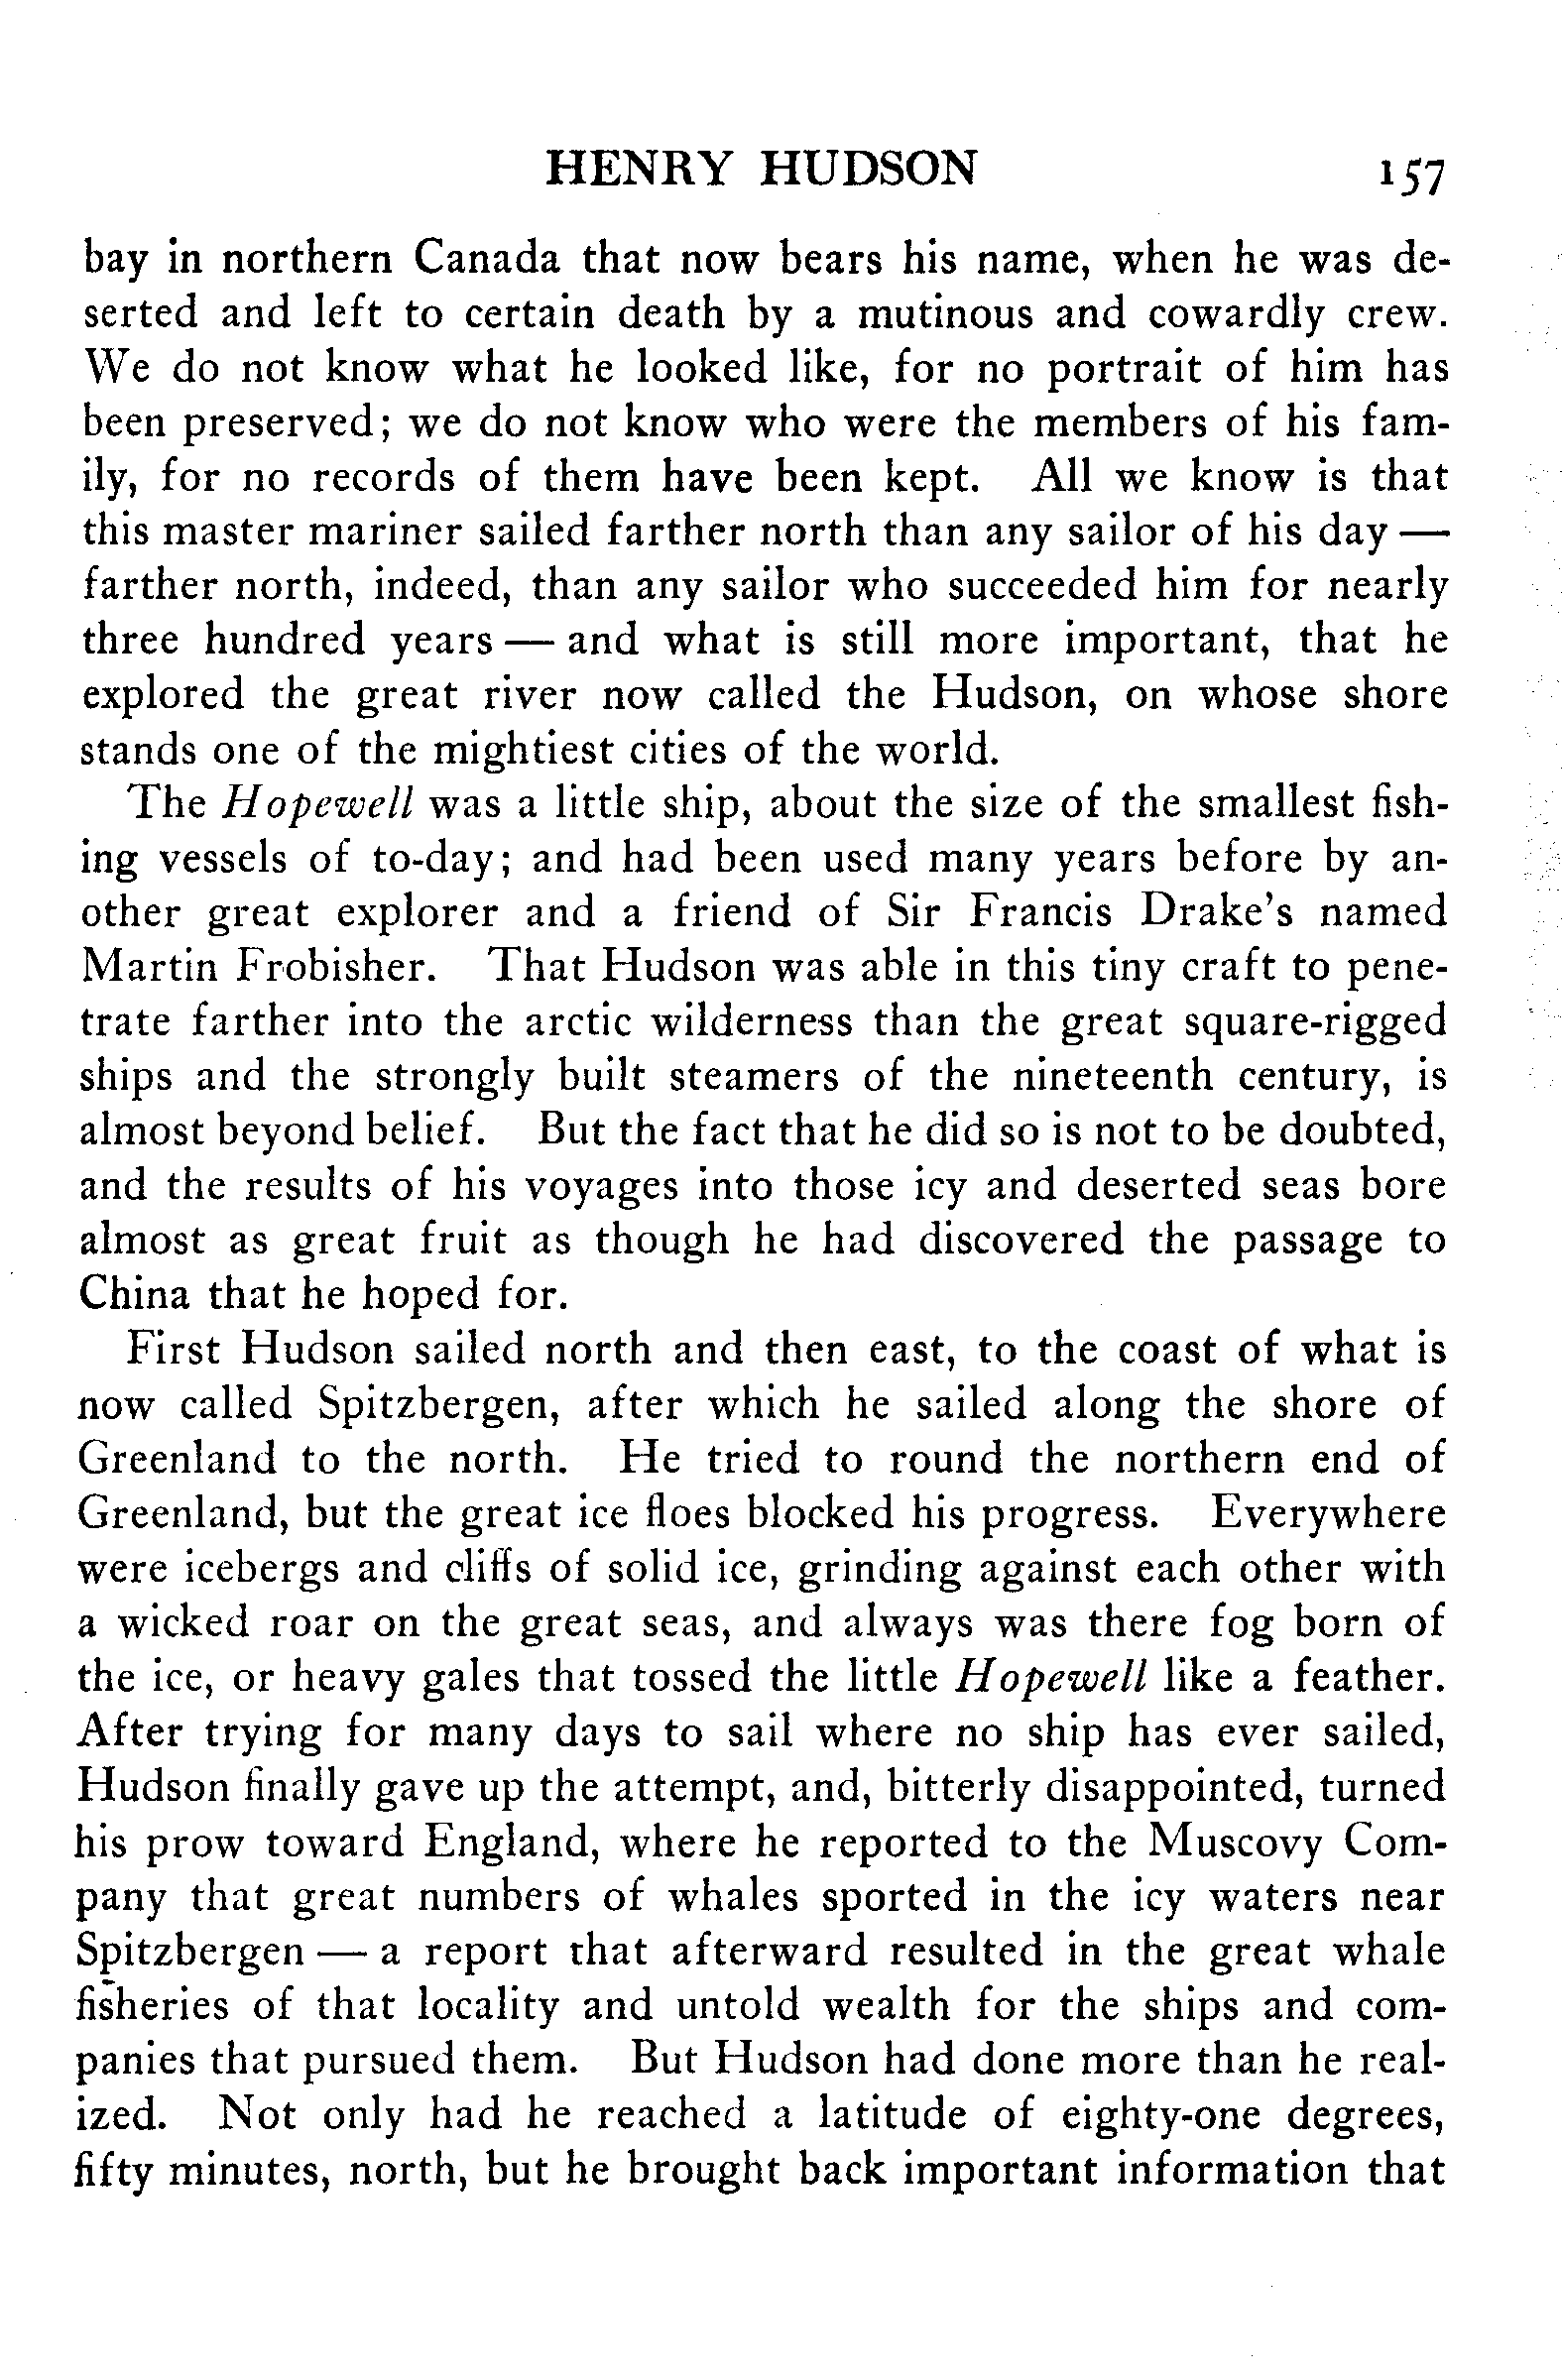 HENRY HUDSON 157
bay in northern Canada that now bears his name, when he was de-
serted and left to certain death by a mutinous and cowardly crew.
We do not know what he looked like, for no portrait of him has
been preserved; we do not know who were the members of his fam-
ily, for no records of them have been kept. All we know is that
this master mariner sailed farther north than any sailor of his day —
farther north, indeed, than any sailor who succeeded him for nearly
three hundred years — and what is still more important, that he
explored the great river now called the Hudson, on whose shore
stands one of the mightiest cities of the world.
The Hopewell was a little ship, about the size of the smallest fish-
ing vessels of to-day; and had been used many years before by an-
other great explorer and a friend of Sir Francis Drake's named
Martin Frobisher. That Hudson was able in this tiny craft to pene-
trate farther into the arctic wilderness than the great square-rigged
ships and the strongly built steamers of the nineteenth century, is
almost beyond belief. But the fact that he did so is not to be doubted,
and the results of his voyages into those icy and deserted seas bore
almost as great fruit as though he had discovered the passage to
China that he hoped for.
First Hudson sailed north and then east, to the coast of what is
now called Spitzbergen, after which he sailed along the shore of
Greenland to the north. He tried to round the northern end of
Greenland, but the great ice floes blocked his progress. Everywhere
were icebergs and cliffs of solid ice, grinding against each other with
a wicked roar on the great seas, and always was there fog born of
the ice, or heavy gales that tossed the little Hopewell like a feather.
After trying for many days to sail where no ship has ever sailed,
Hudson finally gave up the attempt, and, bitterly disappointed, turned
his prow toward England, where he reported to the Muscovy Com-
pany that great numbers of whales sported in the icy waters near
Spitzbergen — a report that afterward resulted in the great whale
fisheries of that locality and untold wealth for the ships and com-
panies that pursued them. But Hudson had done more than he real-
ized. Not only had he reached a latitude of eighty-one degrees,
fifty minutes, north, but he brought back important information that